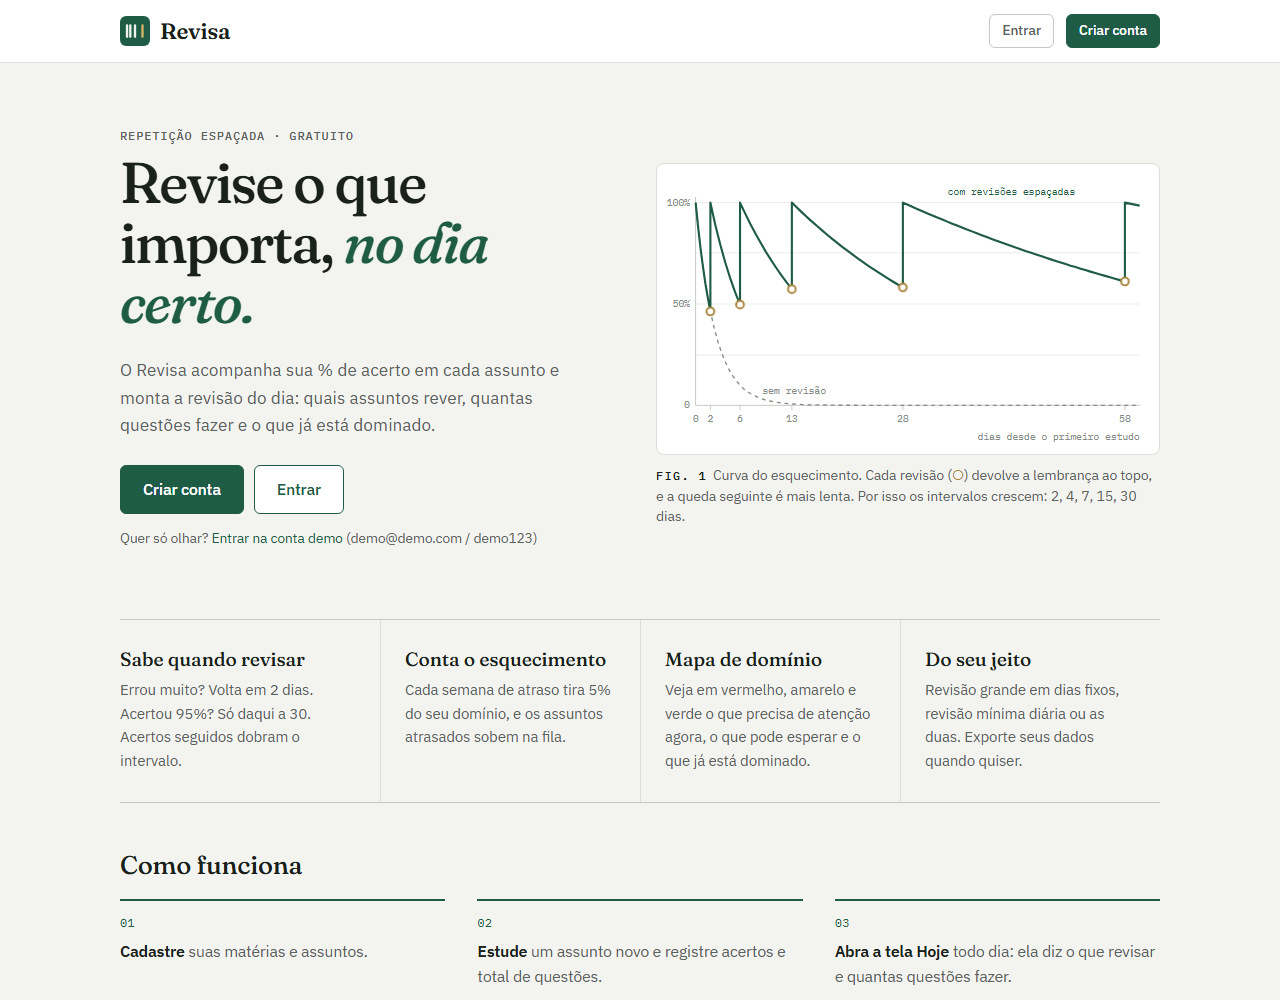 Revisa
Entrar
Criar conta
REPETIÇÃO ESPAÇADA · GRATUITO
Revise o que
importa, no dia
certo.
O Revisa acompanha sua % de acerto em cada assunto e
monta a revisão do dia: quais assuntos rever, quantas
questões fazer e o que já está dominado.
Criar conta
Entrar
Quer só olhar? Entrar na conta demo (demo@demo.com / demo123)
com revisões espaçadas
100%
50%
sem revisão
0
0 2 6 13 28 58
dias desde o primeiro estudo
FIG. 1 Curva do esquecimento. Cada revisão (○) devolve a lembrança ao topo,
e a queda seguinte é mais lenta. Por isso os intervalos crescem: 2, 4, 7, 15, 30
dias.
Sabe quando revisar
Errou muito? Volta em 2 dias.
Acertou 95%? Só daqui a 30.
Acertos seguidos dobram o
intervalo.
Conta o esquecimento
Cada semana de atraso tira 5%
do seu domínio, e os assuntos
atrasados sobem na fila.
Mapa de domínio
Veja em vermelho, amarelo e
verde o que precisa de atenção
agora, o que pode esperar e o
que já está dominado.
Do seu jeito
Revisão grande em dias fixos,
revisão mínima diária ou as
duas. Exporte seus dados
quando quiser.
Como funciona
01
Cadastre suas matérias e assuntos.
02
Estude um assunto novo e registre acertos e
total de questões.
03
Abra a tela Hoje todo dia: ela diz o que revisar
e quantas questões fazer.